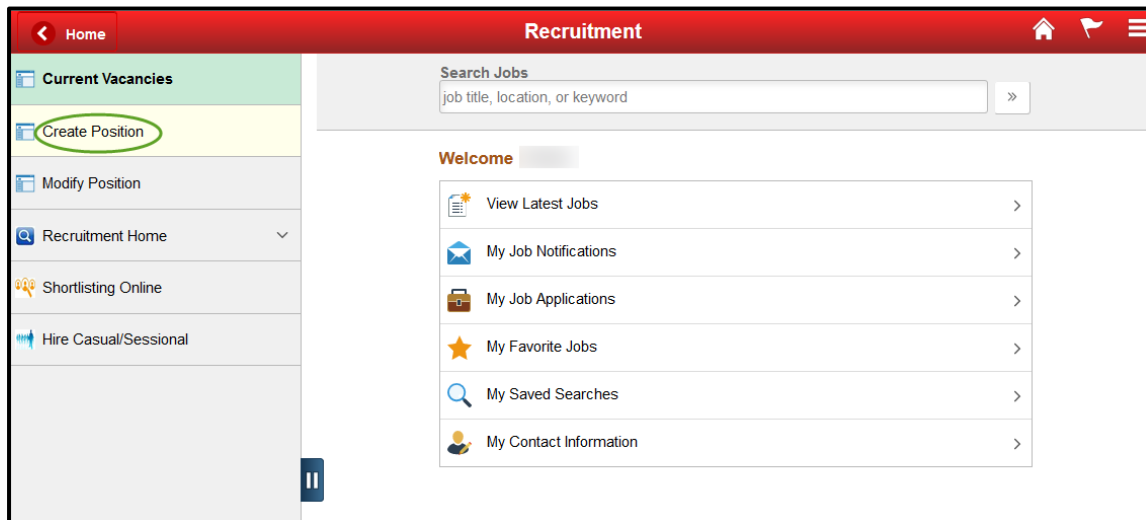 Home
Recruitment
Current Vacancies
Create Position
Modify Position
Recruitment Home
Shortlisting Online
Hire Casual/Sessional
Search Jobs
job title, location, or keyword
Welcome
View Latest Jobs
My Job Notifications
My Job Applications
My Favorite Jobs
My Saved Searches
My Contact Information